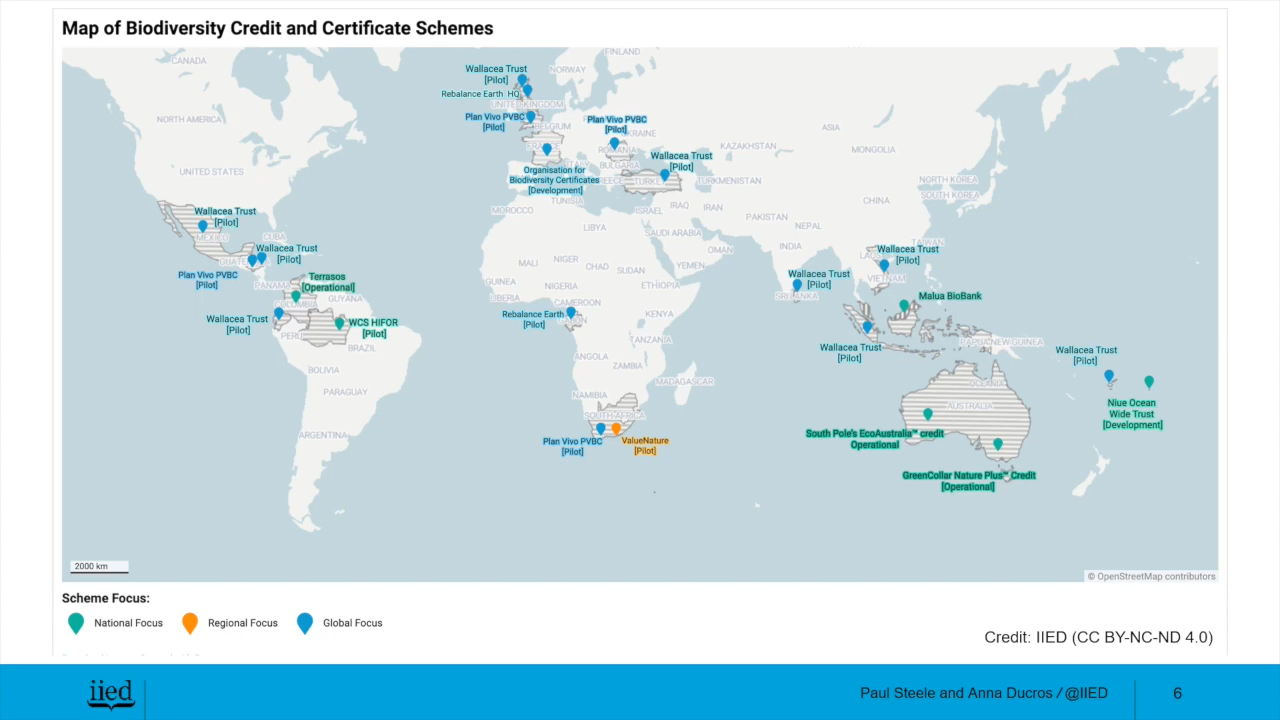 Map of Biodiversity Credit and Certificate Schemes
CANADA
NORTH AMERICA
UNITED STATES
FINLAND
NORWAY
Wallacea Trust
[Pilot]
Rebalance Earth HQ
UNITED KINGDOM
Plan Vivo PVBC
[Pilot]
BELGIUM
Plan Vivo PVBC
[Pilot]
ASIA
KAZAKHSTAN
MONGOLIA
BULGARIA
Wallacea Trust
[Pilot]
Organisation for
Biodiversity Certificates
[Development]
TURKMENISTAN
NORTH KOREA
SOUTH KOREA
CHINA
TUNISIA
MOROCCO
ISRAEL
IRAQ
IRAN
PAKISTAN
NEPAL
LIBYA
SAUDI ARABIA
OMAN
INDIA
TAIWAN
Wallacea Trust
[Pilot]
MEXICO
CUBA
Wallacea Trust
[Pilot]
Plan Vivo PVBC
[Pilot]
PANAMA
Terrasos
[Operational]
GUYANA
COLOMBIA
Wallacea Trust
[Pilot]
WCS HIFOR
[Pilot]
PERU
BRAZIL
BOLIVIA
PARAGUAY
ARGENTINA
MALI
NIGER
CHAD
SUDAN
YEMEN
GUINEA
LIBERIA
NIGERIA
ETHIOPIA
CAMEROON
Rebalance Earth
[Pilot]
KENYA
TANZANIA
ANGOLA
ZAMBIA
MADAGASCAR
NAMIBIA
SOUTH AFRICA
Plan Vivo PVBC
[Pilot]
ValueNature
[Pilot]
Wallacea Trust
[Pilot]
SRI LANKA
Wallacea Trust
[Pilot]
VIETNAM
Malua BioBank
Wallacea Trust
[Pilot]
PAPUA NEW GUINEA
OCEANIA
AUSTRALIA
Wallacea Trust
[Pilot]
Niue Ocean
Wide Trust
[Development]
South Pole's EcoAustralia™ credit
Operational
GreenCollar Nature Plus™ Credit
[Operational]
2000 km
© OpenStreetMap contributors
Scheme Focus:
National Focus
Regional Focus
Global Focus
Credit: IIED (CC BY-NC-ND 4.0)
iied
Paul Steele and Anna Ducros / @IIED
6